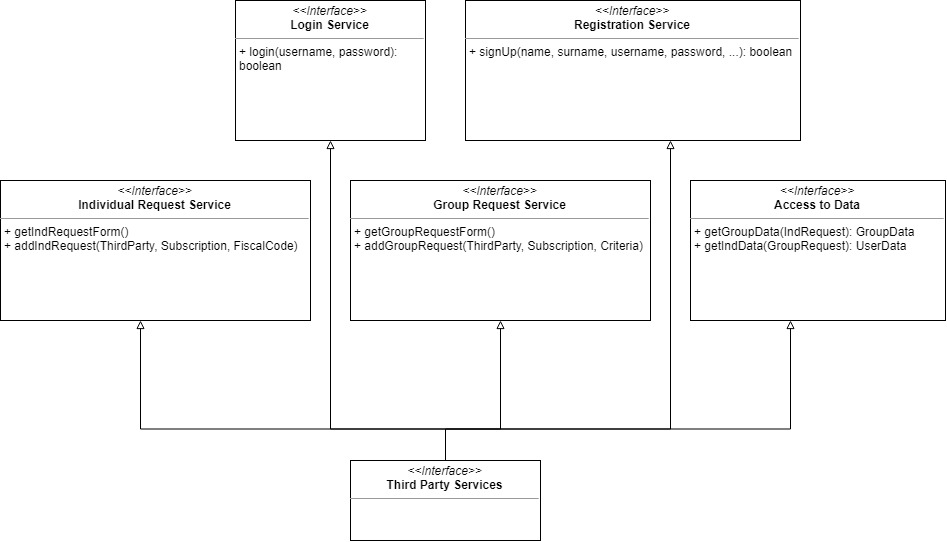 <<Interface>>
Login Service
+ login(username, password):
boolean
<<Interface>>
Registration Service
+ signUp(name, surname, username, password, ...): boolean
<<Interface>>
Individual Request Service
+ getIndRequestForm()
+ addIndRequest(ThirdParty, Subscription, FiscalCode)
<<Interface>>
Group Request Service
+ getGroupRequestForm()
+ addGroupRequest(ThirdParty, Subscription, Criteria)
<<Interface>>
Access to Data
+ getGroupData(IndRequest): GroupData
+ getIndData(GroupRequest): UserData
<<Interface>>
Third Party Services